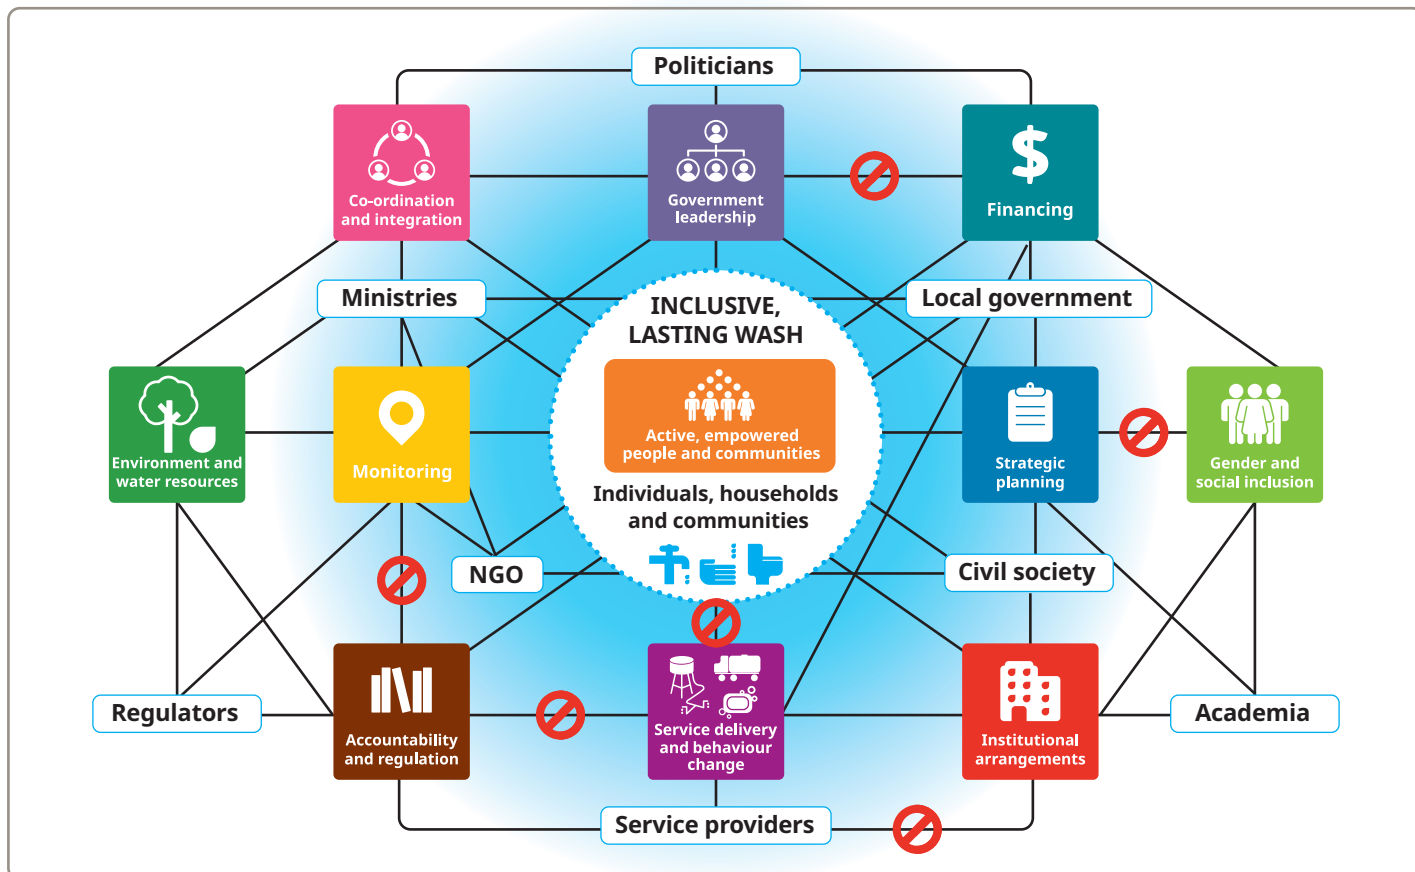 Politicians
Co-ordination
and integration
Government
leadership
$
Financing
Ministries
Local government
INCLUSIVE,
LASTING WASH
Active, empowered
people and communities
Individuals, households
and communities
Environment and
water resources
Monitoring
Strategic
planning
Gender and
social inclusion
NGO
Civil society
Regulators
Accountability
and regulation
Service delivery
and behaviour
change
Institutional
arrangements
Academia
Service providers